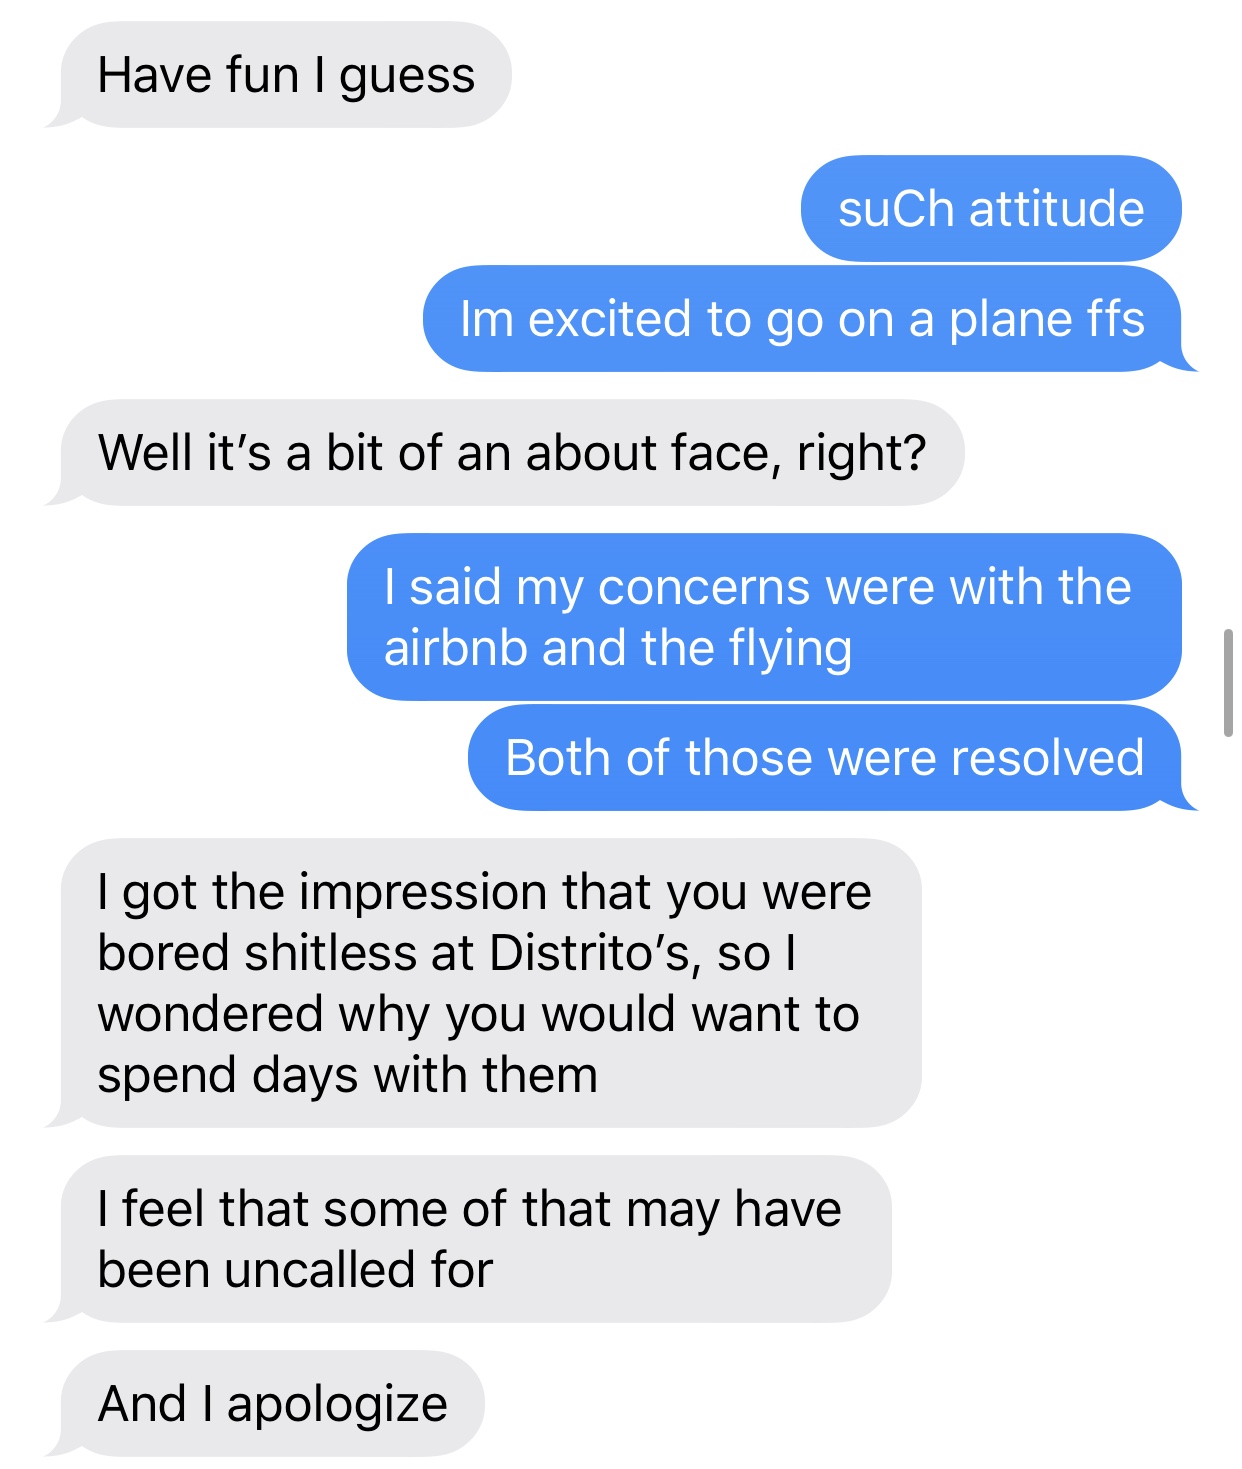 Have fun I guess
suCh attitude
Im excited to go on a plane ffs
Well it’s a bit of an about face, right?
I said my concerns were with the
airbnb and the flying
Both of those were resolved
I got the impression that you were
bored shitless at Distrito’s, so I
wondered why you would want to
spend days with them
I feel that some of that may have
been uncalled for
And I apologize